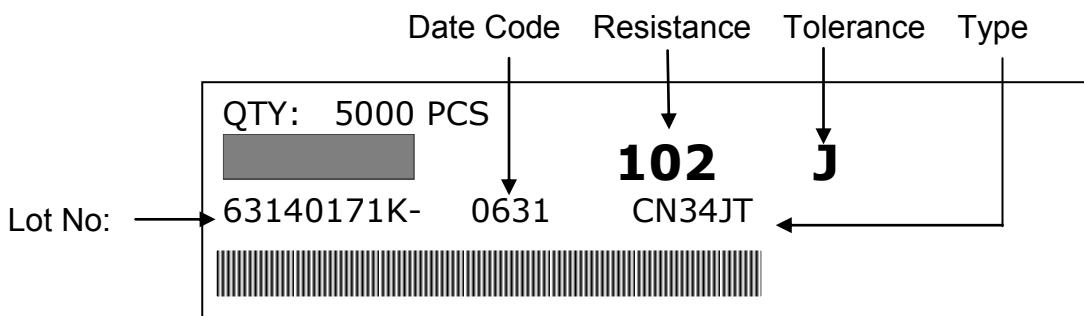 Date Code Resistance Tolerance Type
QTY: 5000 PCS
102 J
Lot No: 63140171K- 0631 CN34JT